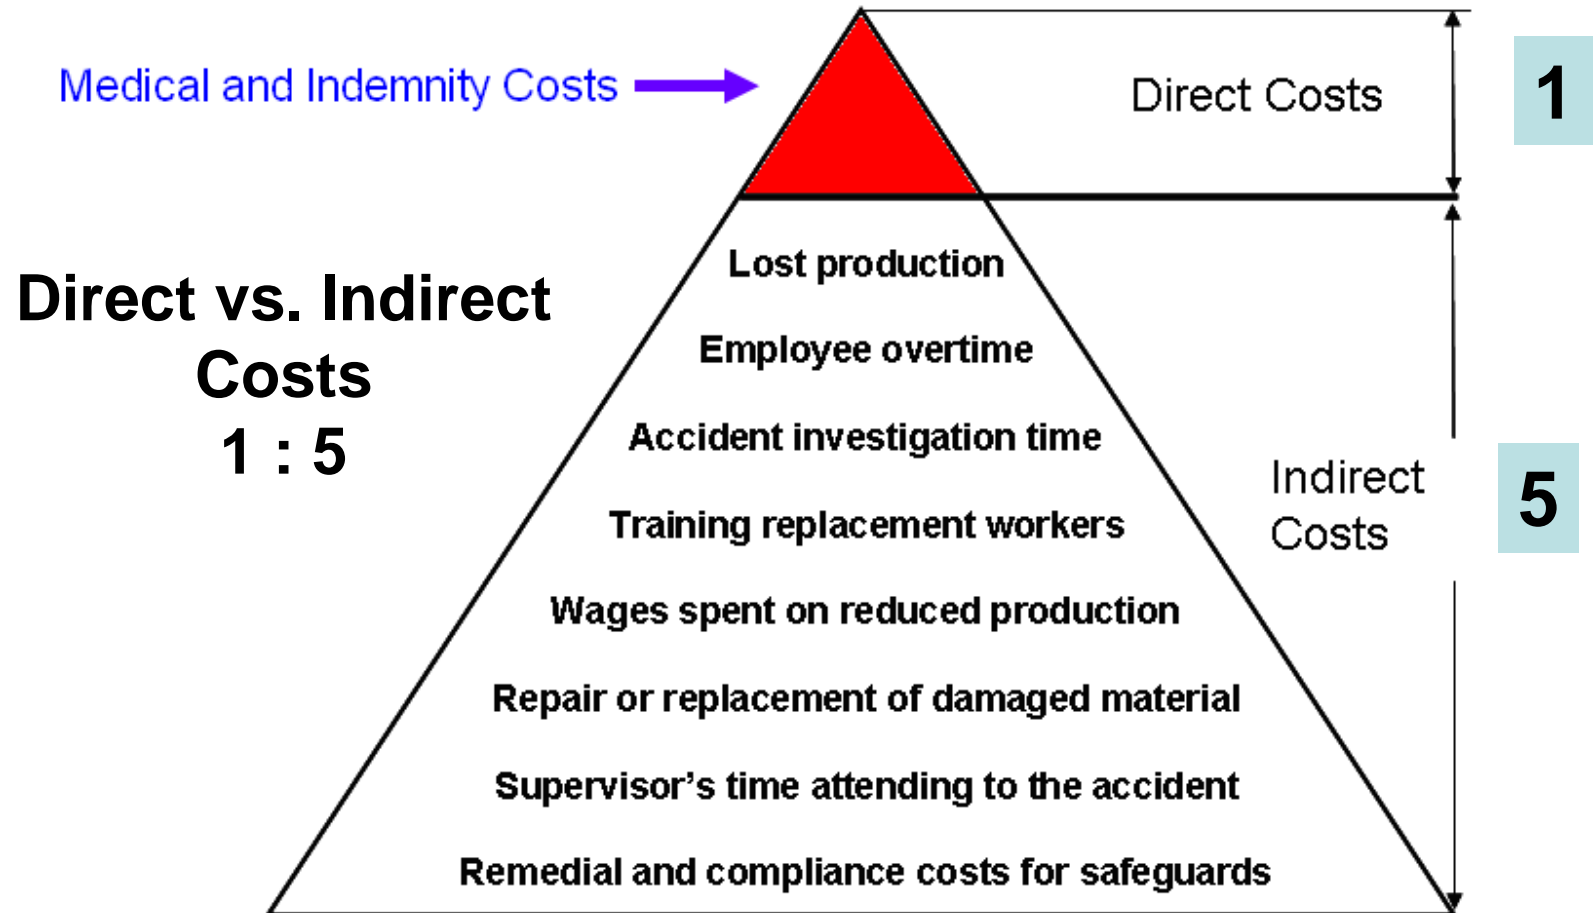 Medical and Indemnity Costs
Direct Costs
1
Direct vs. Indirect
Costs
1 : 5
Lost production
Employee overtime
Accident investigation time
Training replacement workers
Wages spent on reduced production
Repair or replacement of damaged material
Supervisor’s time attending to the accident
Remedial and compliance costs for safeguards
Indirect
Costs
5